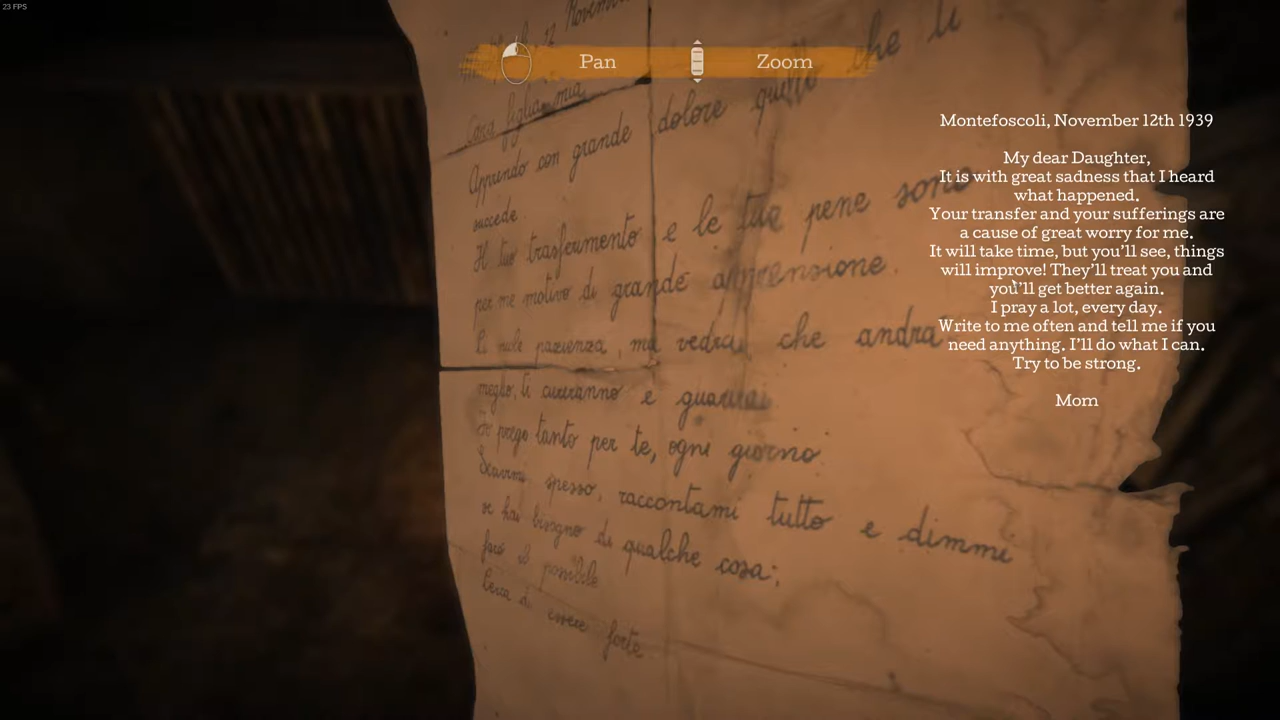 23 FPS
Pan
Zoom
Novem
Cara figlia mia
Apprendo con grande dolore quello che ti
succede
Il tuo trasferimento e le tue pene sono
per me motivo di grande apprensione.
Ci vuole pazienza, ma vedrai che andrà
meglio, ti cureranno e guarirai
Io prego tanto per te, ogni giorno
Scrivimi spesso, raccontami tutto e dimmi
se hai bisogno di qualche cosa;
farò il possibile
Cerca di essere forte
Montefoscoli, November 12th 1939
My dear Daughter,
It is with great sadness that I heard
what happened.
Your transfer and your sufferings are
a cause of great worry for me.
It will take time, but you'll see, things
will improve! They'll treat you and
you'll get better again.
I pray a lot, every day.
Write to me often and tell me if you
need anything. I'll do what I can.
Try to be strong.
Mom